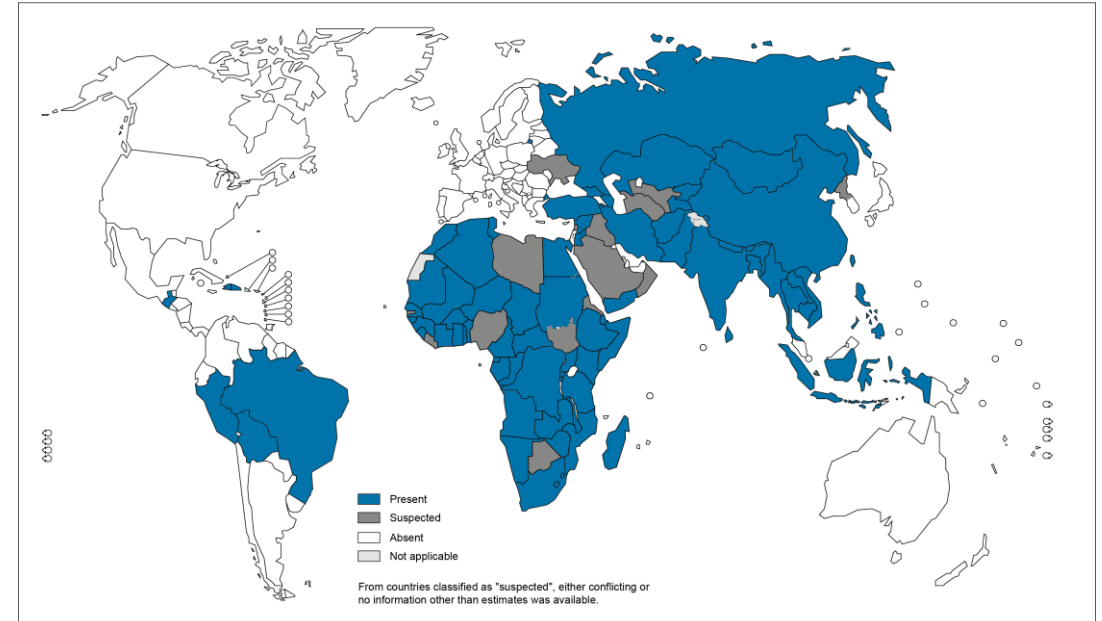 Present
Suspected
Absent
Not applicable
From countries classified as "suspected", either conflicting or
no information other than estimates was available.